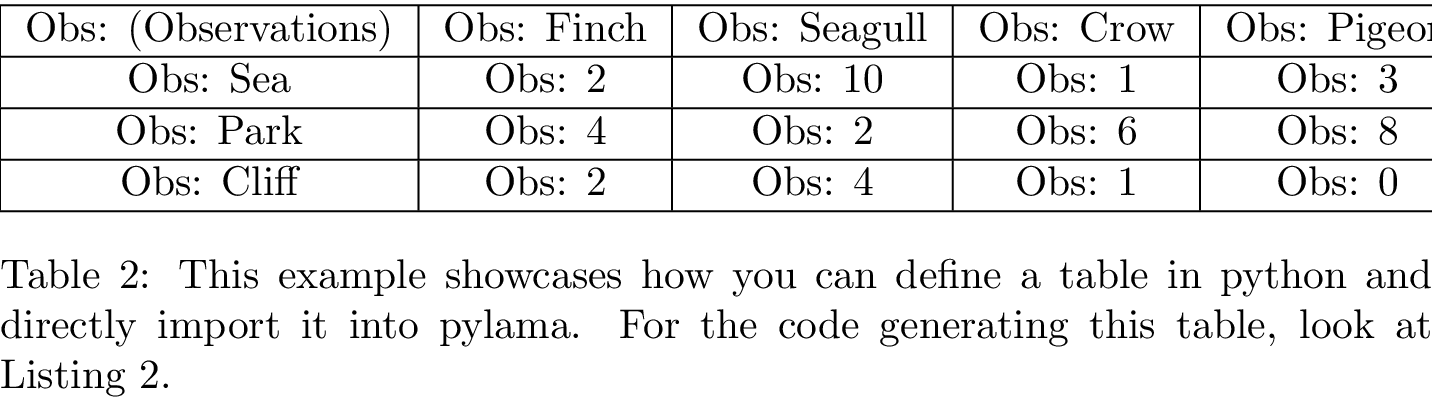 Obs: (Observations) Obs: Finch Obs: Seagull Obs: Crow Obs: Pigeon
Obs: Sea Obs: 2 Obs: 10 Obs: 1 Obs: 3
Obs: Park Obs: 4 Obs: 2 Obs: 6 Obs: 8
Obs: Cliff Obs: 2 Obs: 4 Obs: 1 Obs: 0
Table 2: This example showcases how you can define a table in python and
directly import it into pylama. For the code generating this table, look at
Listing 2.